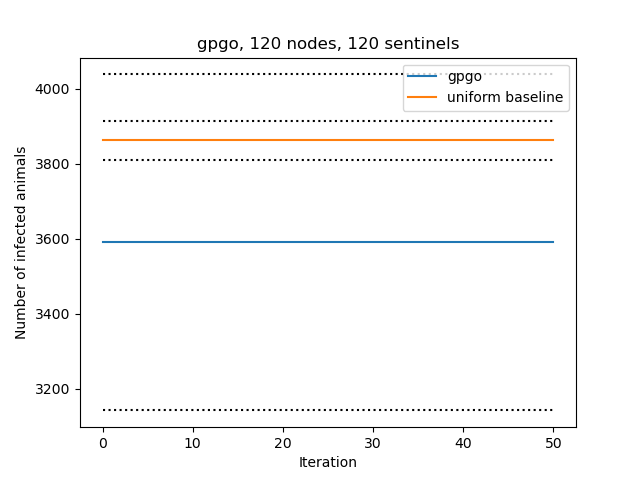 gpgo, 120 nodes, 120 sentinels
gpgo
uniform baseline
4000
3800
3600
3400
3200
Number of infected animals
0 10 20 30 40 50
Iteration